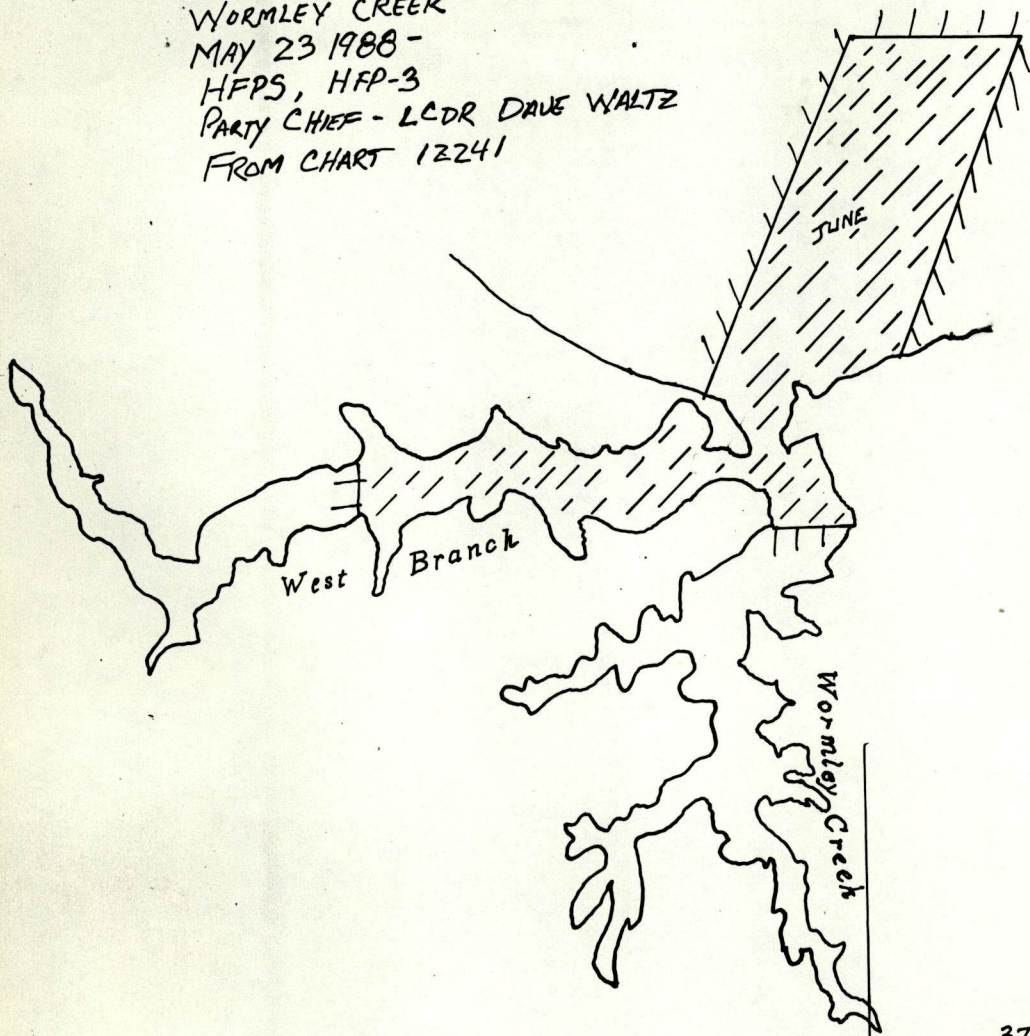 WORMLEY CREEK
MAY 23 1988 -
HFPS, HFP-3
PARTY CHIEF - LCDR DAVE WALTZ
FROM CHART 12241
JUNE
West Branch
Wormley Creek
37